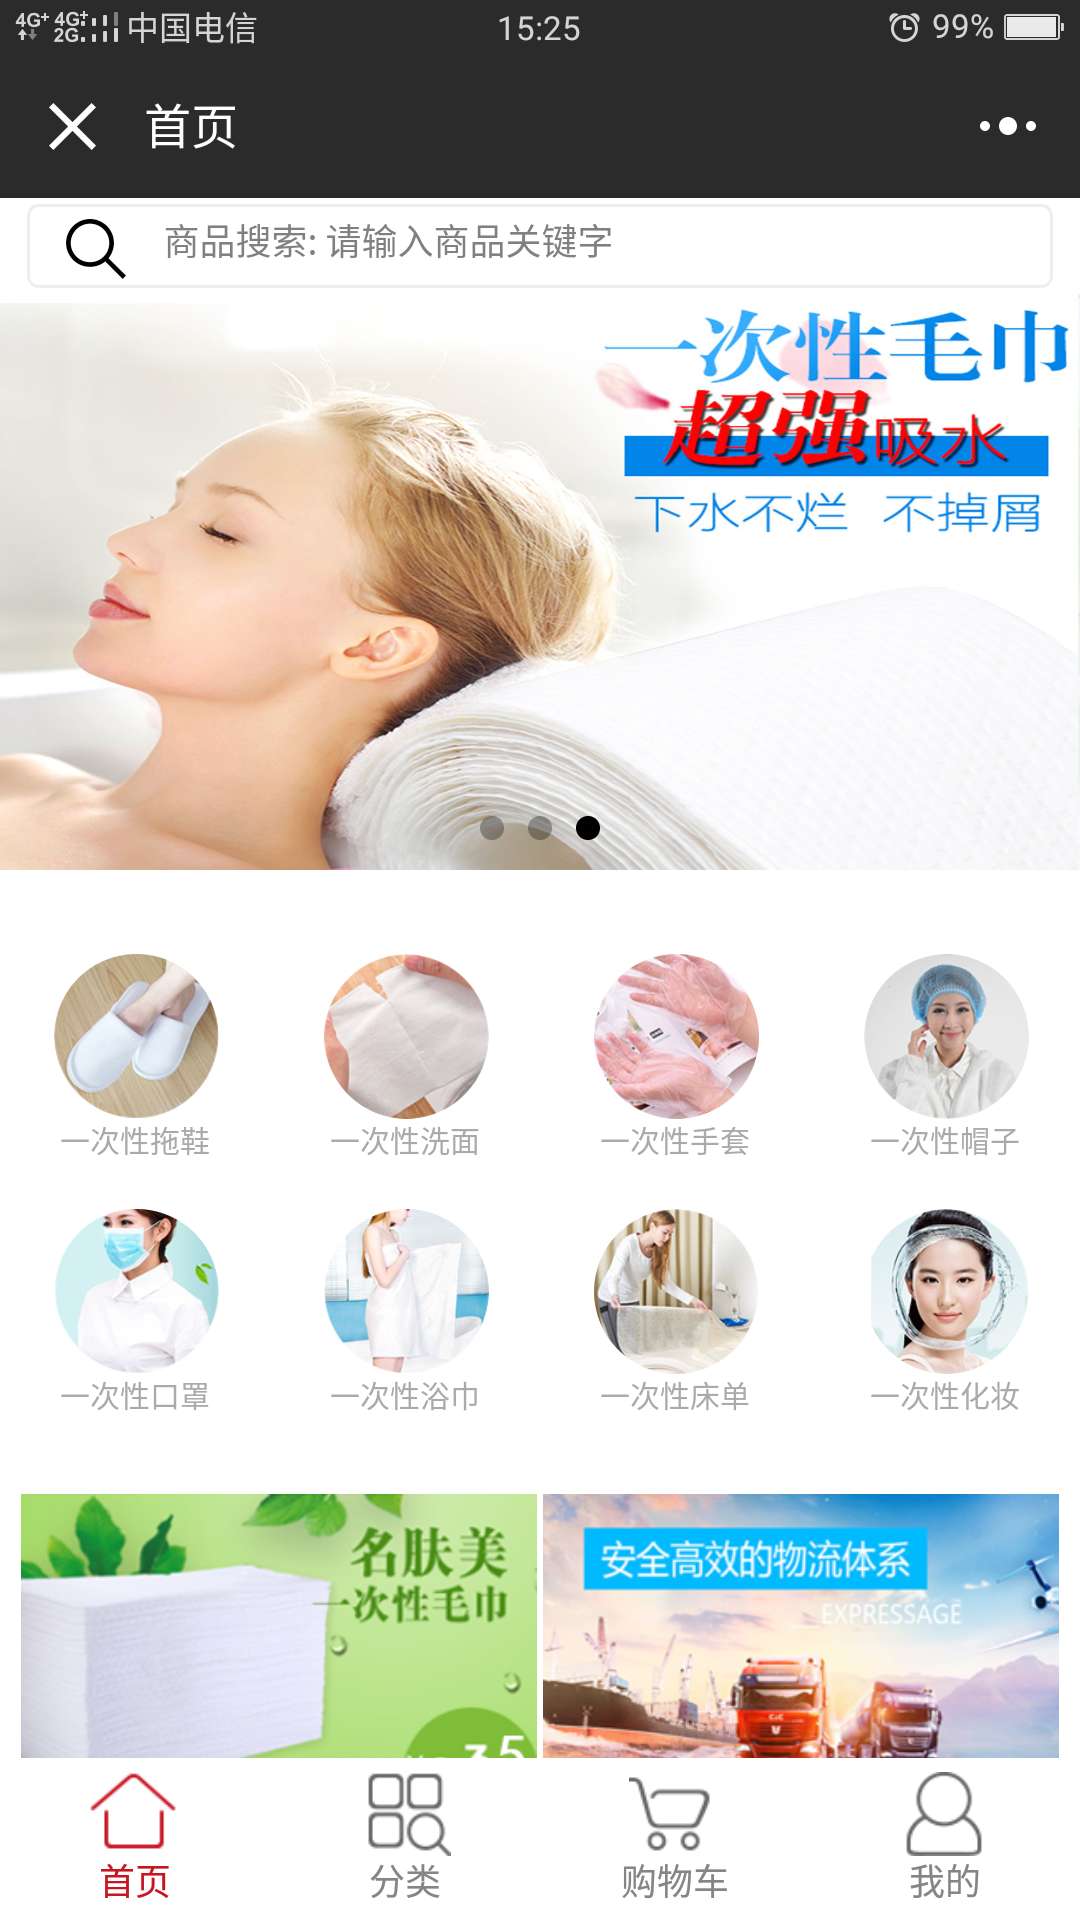 4G+ 4G+ 2G 中国电信 15:25 99%
首页
商品搜索: 请输入商品关键字
一次性毛巾
超强吸水
下水不烂 不掉屑
一次性拖鞋 一次性洗面 一次性手套 一次性帽子
一次性口罩 一次性浴巾 一次性床单 一次性化妆
名肤美
一次性毛巾
安全高效的物流体系
EXPRESSAGE
首页 分类 购物车 我的